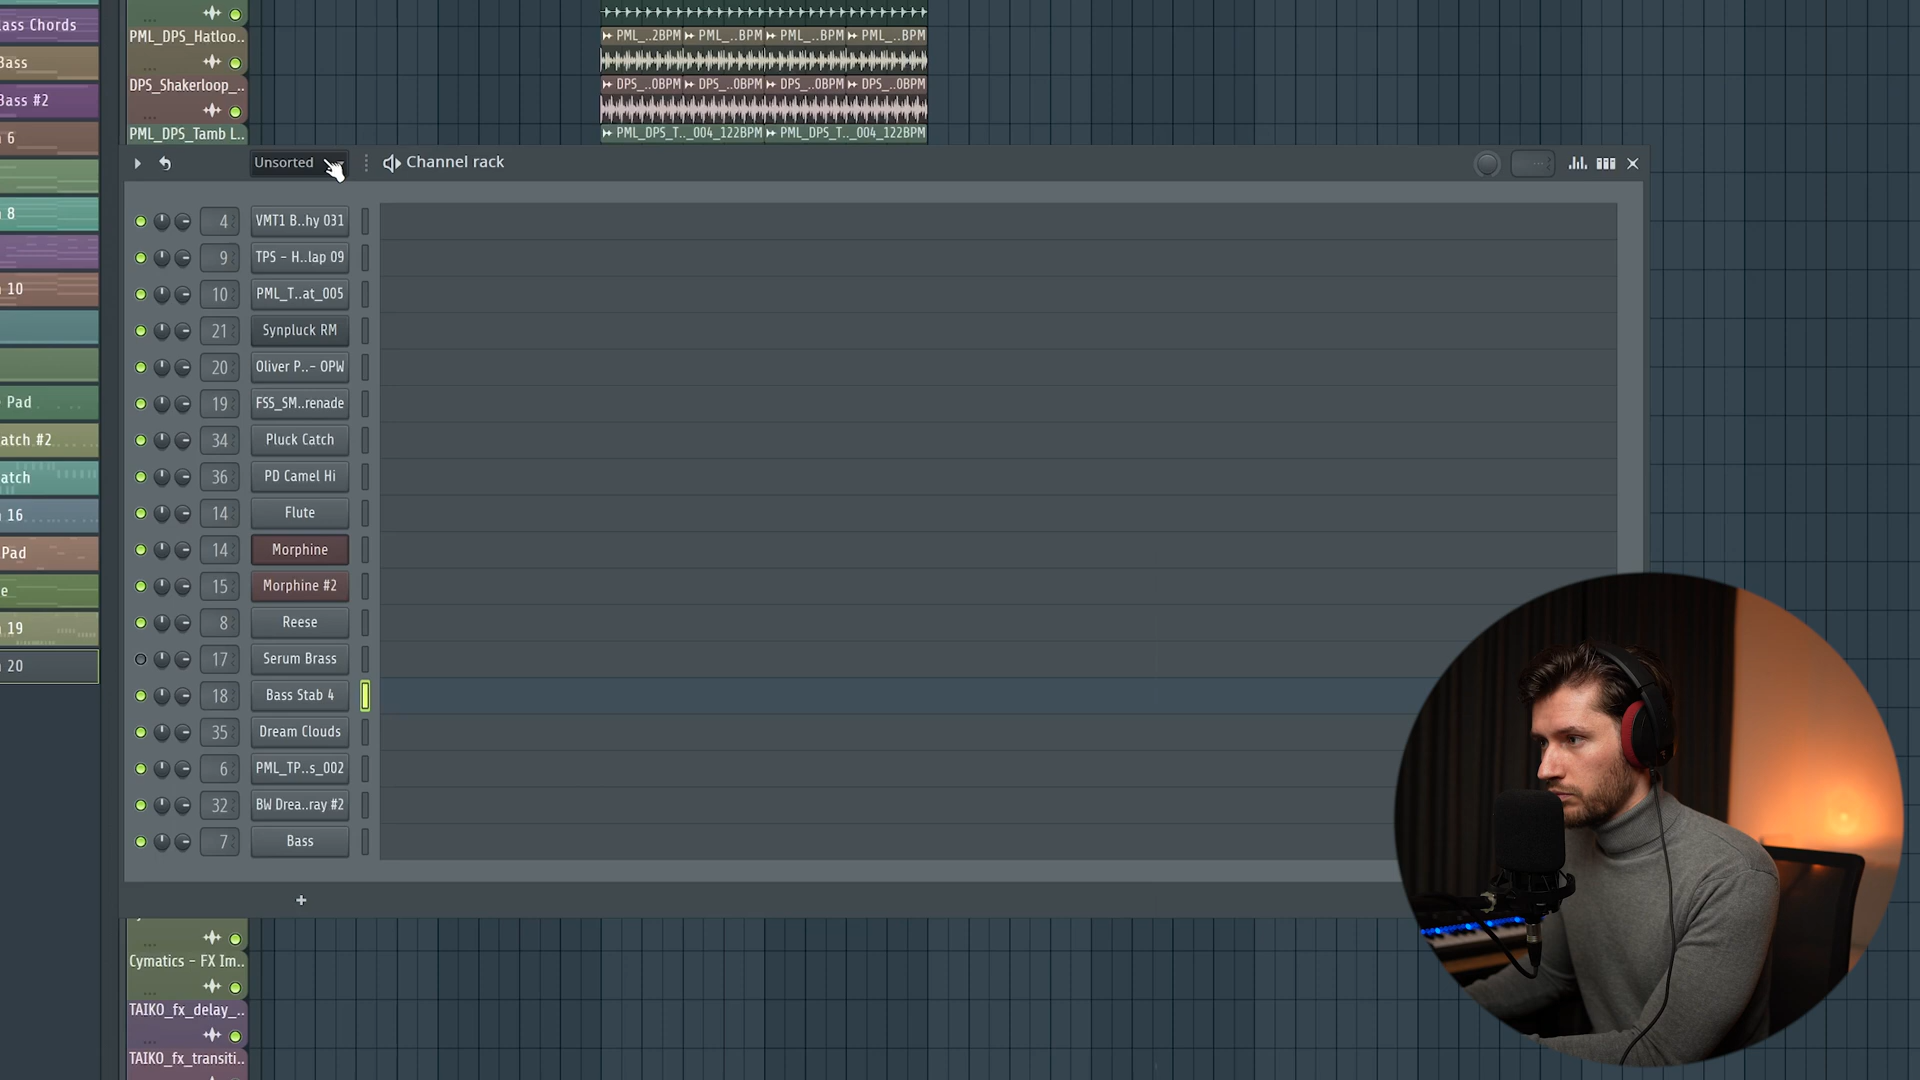 ass Chords
Bass
Bass #2
6
8
10
Pad
atch #2
atch
16
Pad
e
19
20
PML_DPS_Hatloo..
DPS_Shakerloop_..
PML_DPS_Tamb L..
PML_..2BPM PML_..BPM PML_..BPM PML_..BPM
DPS_..0BPM DPS_..0BPM DPS_..0BPM DPS_..0BPM
PML_DPS_T.._004_122BPM PML_DPS_T.._004_122BPM
Unsorted
Channel rack
4 VMT1 B..hy 031
9 TPS - H..lap 09
10 PML_T..at_005
21 Synpluck RM
20 Oliver P..- OPW
19 FSS_SM..renade
34 Pluck Catch
36 PD Camel Hi
14 Flute
14 Morphine
15 Morphine #2
8 Reese
17 Serum Brass
18 Bass Stab 4
35 Dream Clouds
6 PML_TP..s_002
32 BW Drea..ray #2
7 Bass
+
Cymatics - FX Im..
TAIKO_fx_delay_..
TAIKO_fx_transiti..